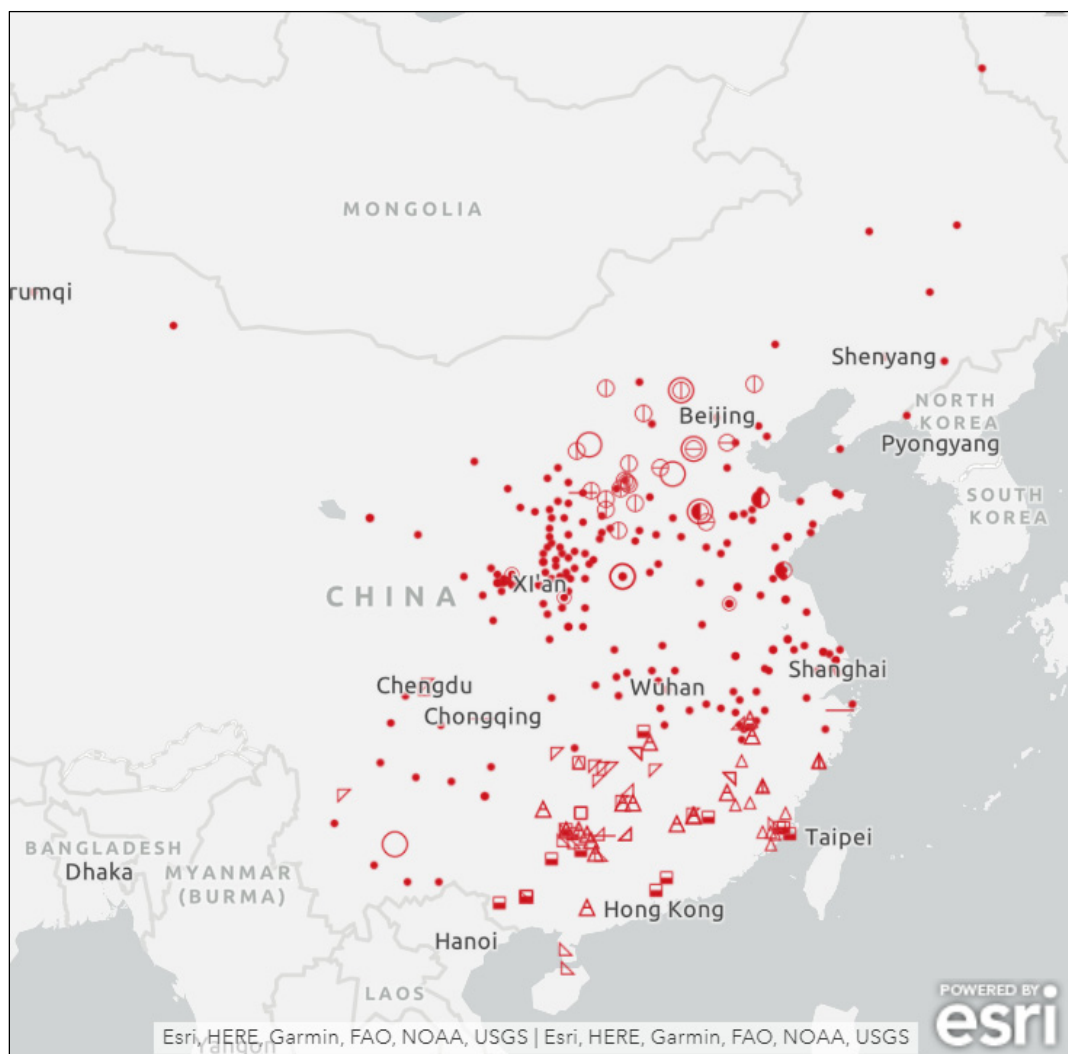 MONGOLIA
rumqi
Shenyang
NORTH
KOREA
Beijing
Pyongyang
SOUTH
KOREA
XI'an
CHINA
Shanghai
Chengdu
Wuhan
Chongqing
Taipei
BANGLADESH
Dhaka
MYANMAR
(BURMA)
Hong Kong
Hanoi
LAOS
POWERED BY
esri
Esri, HERE, Garmin, FAO, NOAA, USGS | Esri, HERE, Garmin, FAO, NOAA, USGS
Yangon